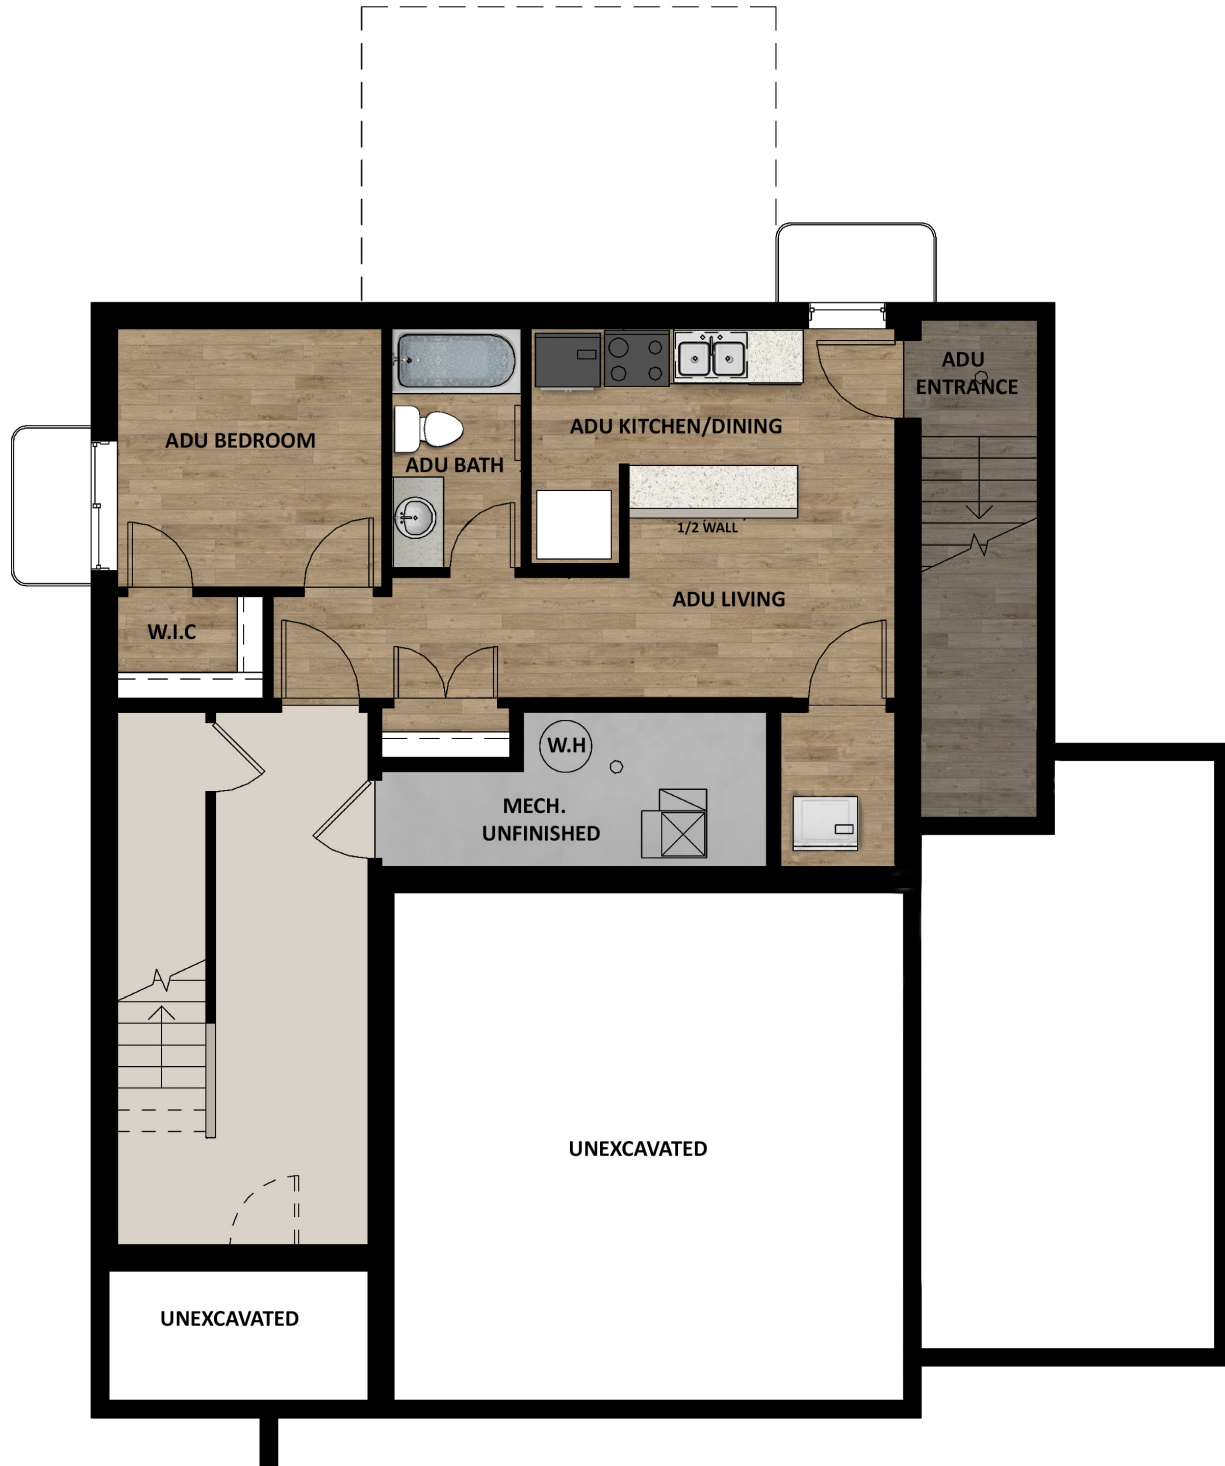 ADU
ENTRANCE
ADU KITCHEN/DINING
ADU BEDROOM
ADU BATH
1/2 WALL
ADU LIVING
W.I.C
W.H
MECH.
UNFINISHED
UNEXCAVATED
UNEXCAVATED